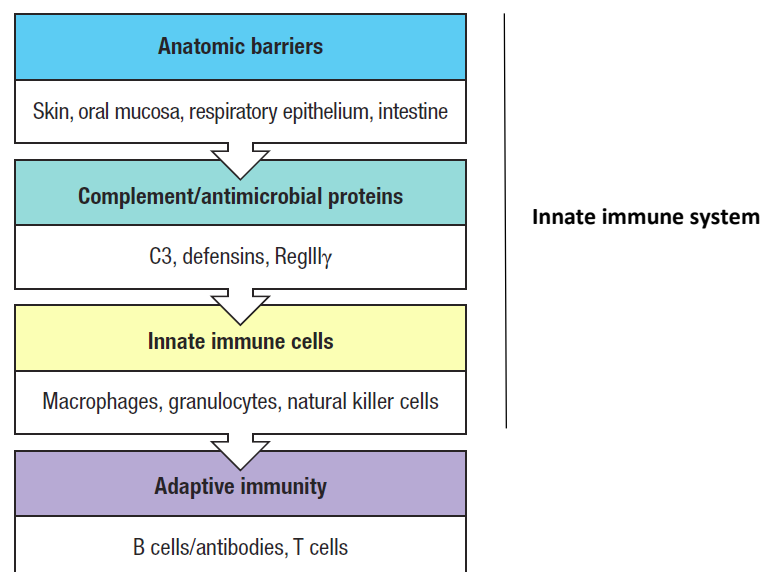 Anatomic barriers
Skin, oral mucosa, respiratory epithelium, intestine
Complement/antimicrobial proteins
C3, defensins, RegIIIγ
Innate immune cells
Macrophages, granulocytes, natural killer cells
Adaptive immunity
B cells/antibodies, T cells
Innate immune system